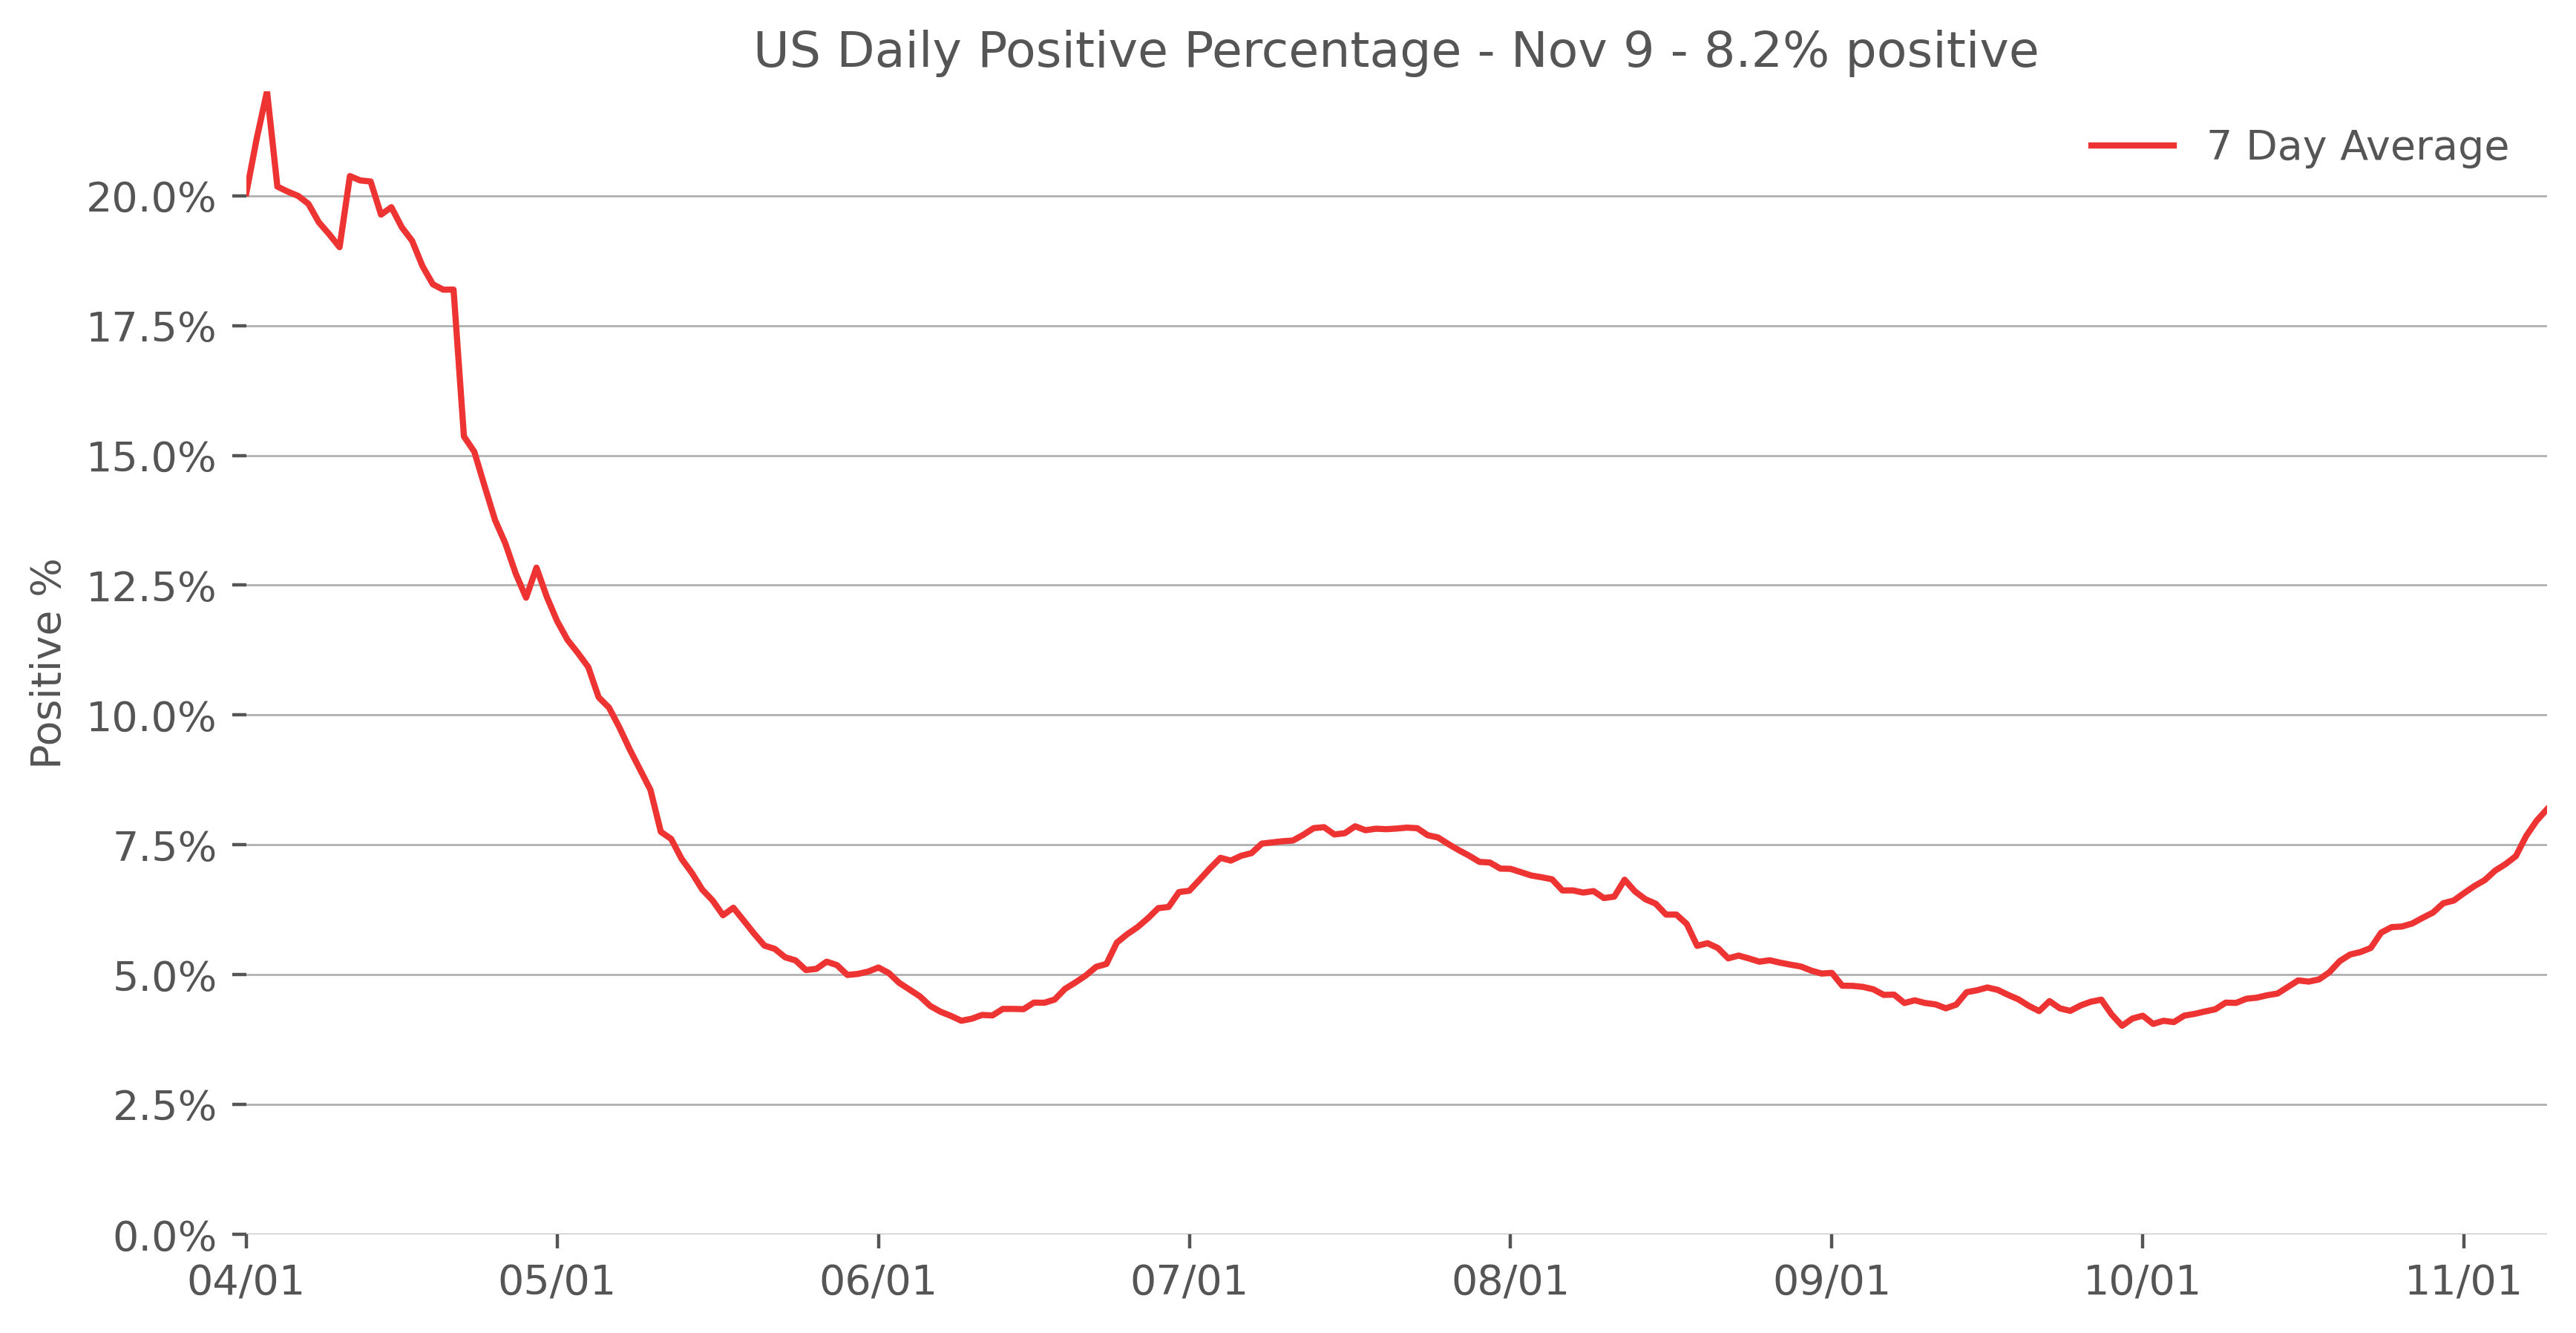 US Daily Positive Percentage - Nov 9 - 8.2% positive
7 Day Average
Positive %
20.0%
17.5%
15.0%
12.5%
10.0%
7.5%
5.0%
2.5%
0.0%
04/01 05/01 06/01 07/01 08/01 09/01 10/01 11/01